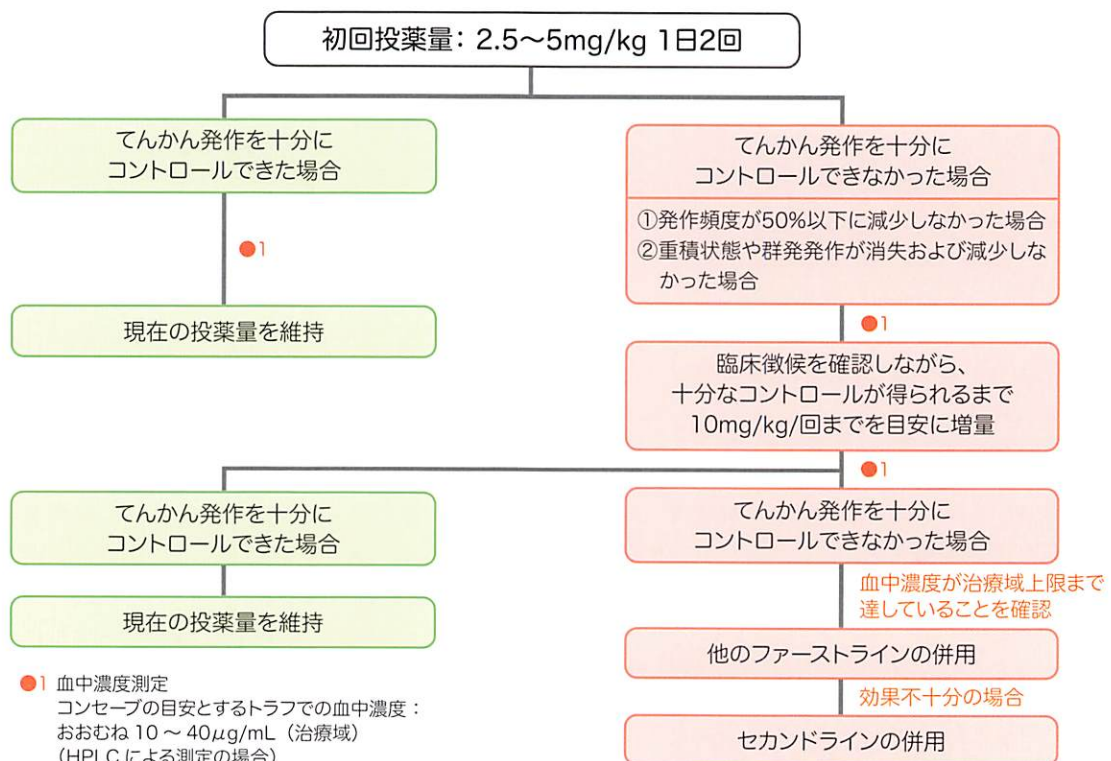 初回投薬量：2.5〜5mg/kg 1日2回
てんかん発作を十分に
コントロールできた場合
●1
現在の投薬量を維持
てんかん発作を十分に
コントロールできなかった場合
①発作頻度が50%以下に減少しなかった場合
②重積状態や群発発作が消失および減少しな
かった場合
●1
臨床徴候を確認しながら、
十分なコントロールが得られるまで
10mg/kg/回までを目安に増量
●1
てんかん発作を十分に
コントロールできた場合
現在の投薬量を維持
てんかん発作を十分に
コントロールできなかった場合
血中濃度が治療域上限まで
達していることを確認
他のファーストラインの併用
効果不十分の場合
セカンドラインの併用
●1 血中濃度測定
コンセーブの目安とするトラフでの血中濃度：
おおむね 10 〜 40μg/mL（治療域）
（HPLC による測定の場合）